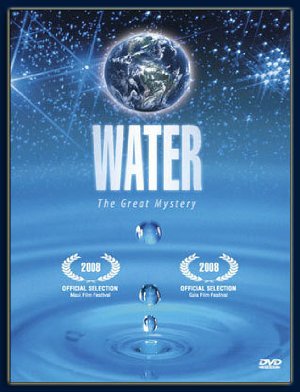 WATER
The Great Mystery
2008
OFFICIAL SELECTION
Maui Film Festival
2008
OFFICIAL SELECTION
Gaia Film Festival
DVD